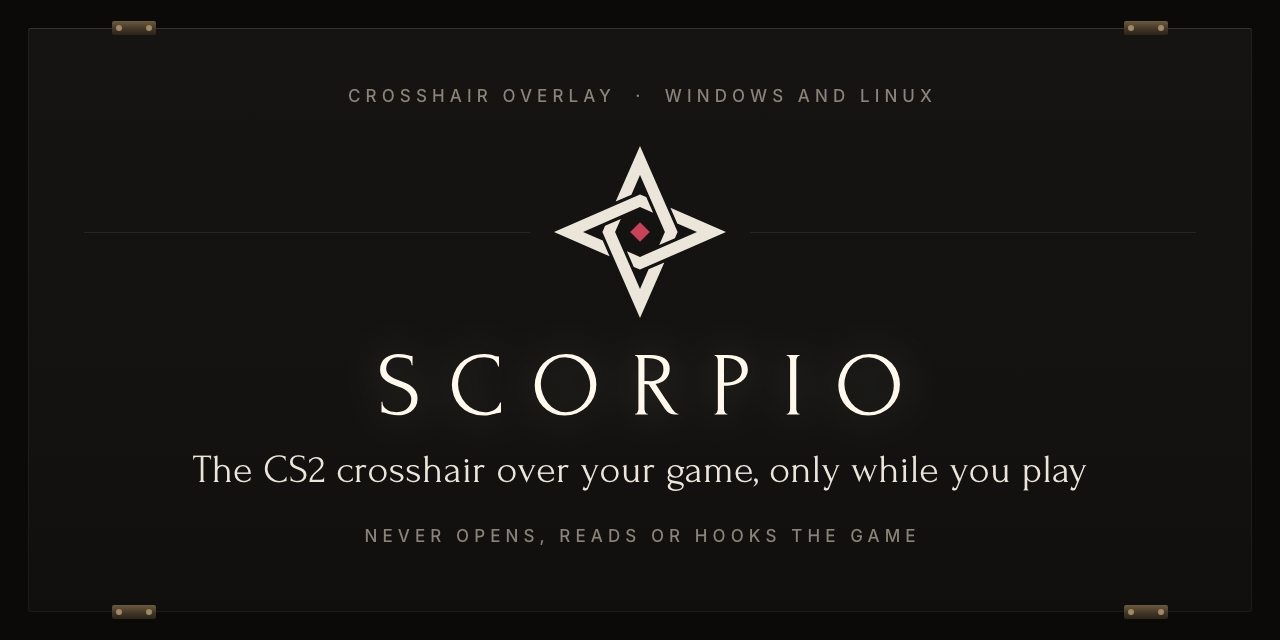 CROSSHAIR OVERLAY · WINDOWS AND LINUX
SCORPIO
The CS2 crosshair over your game, only while you play
NEVER OPENS, READS OR HOOKS THE GAME